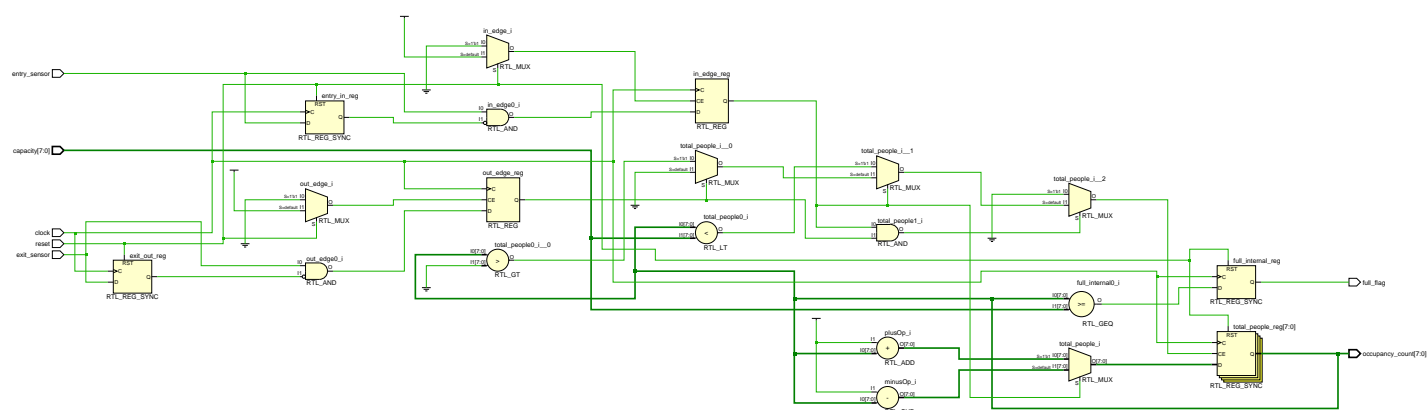 in_edge_i
S=1'b1 I0
S=default I1
O
S
RTL_MUX
entry_sensor
in_edge_reg
C
CE
D
Q
RTL_REG
entry_in_reg
RST
C
D
Q
RTL_REG_SYNC
in_edge0_i
I0
I1
O
RTL_AND
capacity[7:0]
total_people_i__0
S=1'b1 I0
S=default I1
O
S
RTL_MUX
total_people_i__1
S=1'b1 I0
S=default I1
O
S
RTL_MUX
out_edge_i
S=1'b1 I0
S=default I1
O
S
RTL_MUX
out_edge_reg
C
CE
D
Q
RTL_REG
total_people_i__2
S=1'b1 I0
S=default I1
O
S
RTL_MUX
total_people0_i
I0[7:0]
I1[7:0]
<
O
RTL_LT
total_people1_i
I0
I1
O
RTL_AND
clock
reset
exit_sensor
exit_out_reg
RST
C
D
Q
RTL_REG_SYNC
out_edge0_i
I0
I1
O
RTL_AND
total_people0_i__0
I0[7:0]
I1[7:0]
>
O
RTL_GT
full_internal_reg
RST
C
D
Q
RTL_REG_SYNC
full_flag
full_internal0_i
I0[7:0]
I1[7:0]
>=
O
RTL_GEQ
plusOp_i
I1
I0[7:0]
+
O[7:0]
RTL_ADD
total_people_i
S=1'b1 I0[7:0]
S=default I1[7:0]
O[7:0]
S
RTL_MUX
total_people_reg[7:0]
RST
C
CE
D
Q
RTL_REG_SYNC
occupancy_count[7:0]
minusOp_i
I1
I0[7:0]
-
O[7:0]